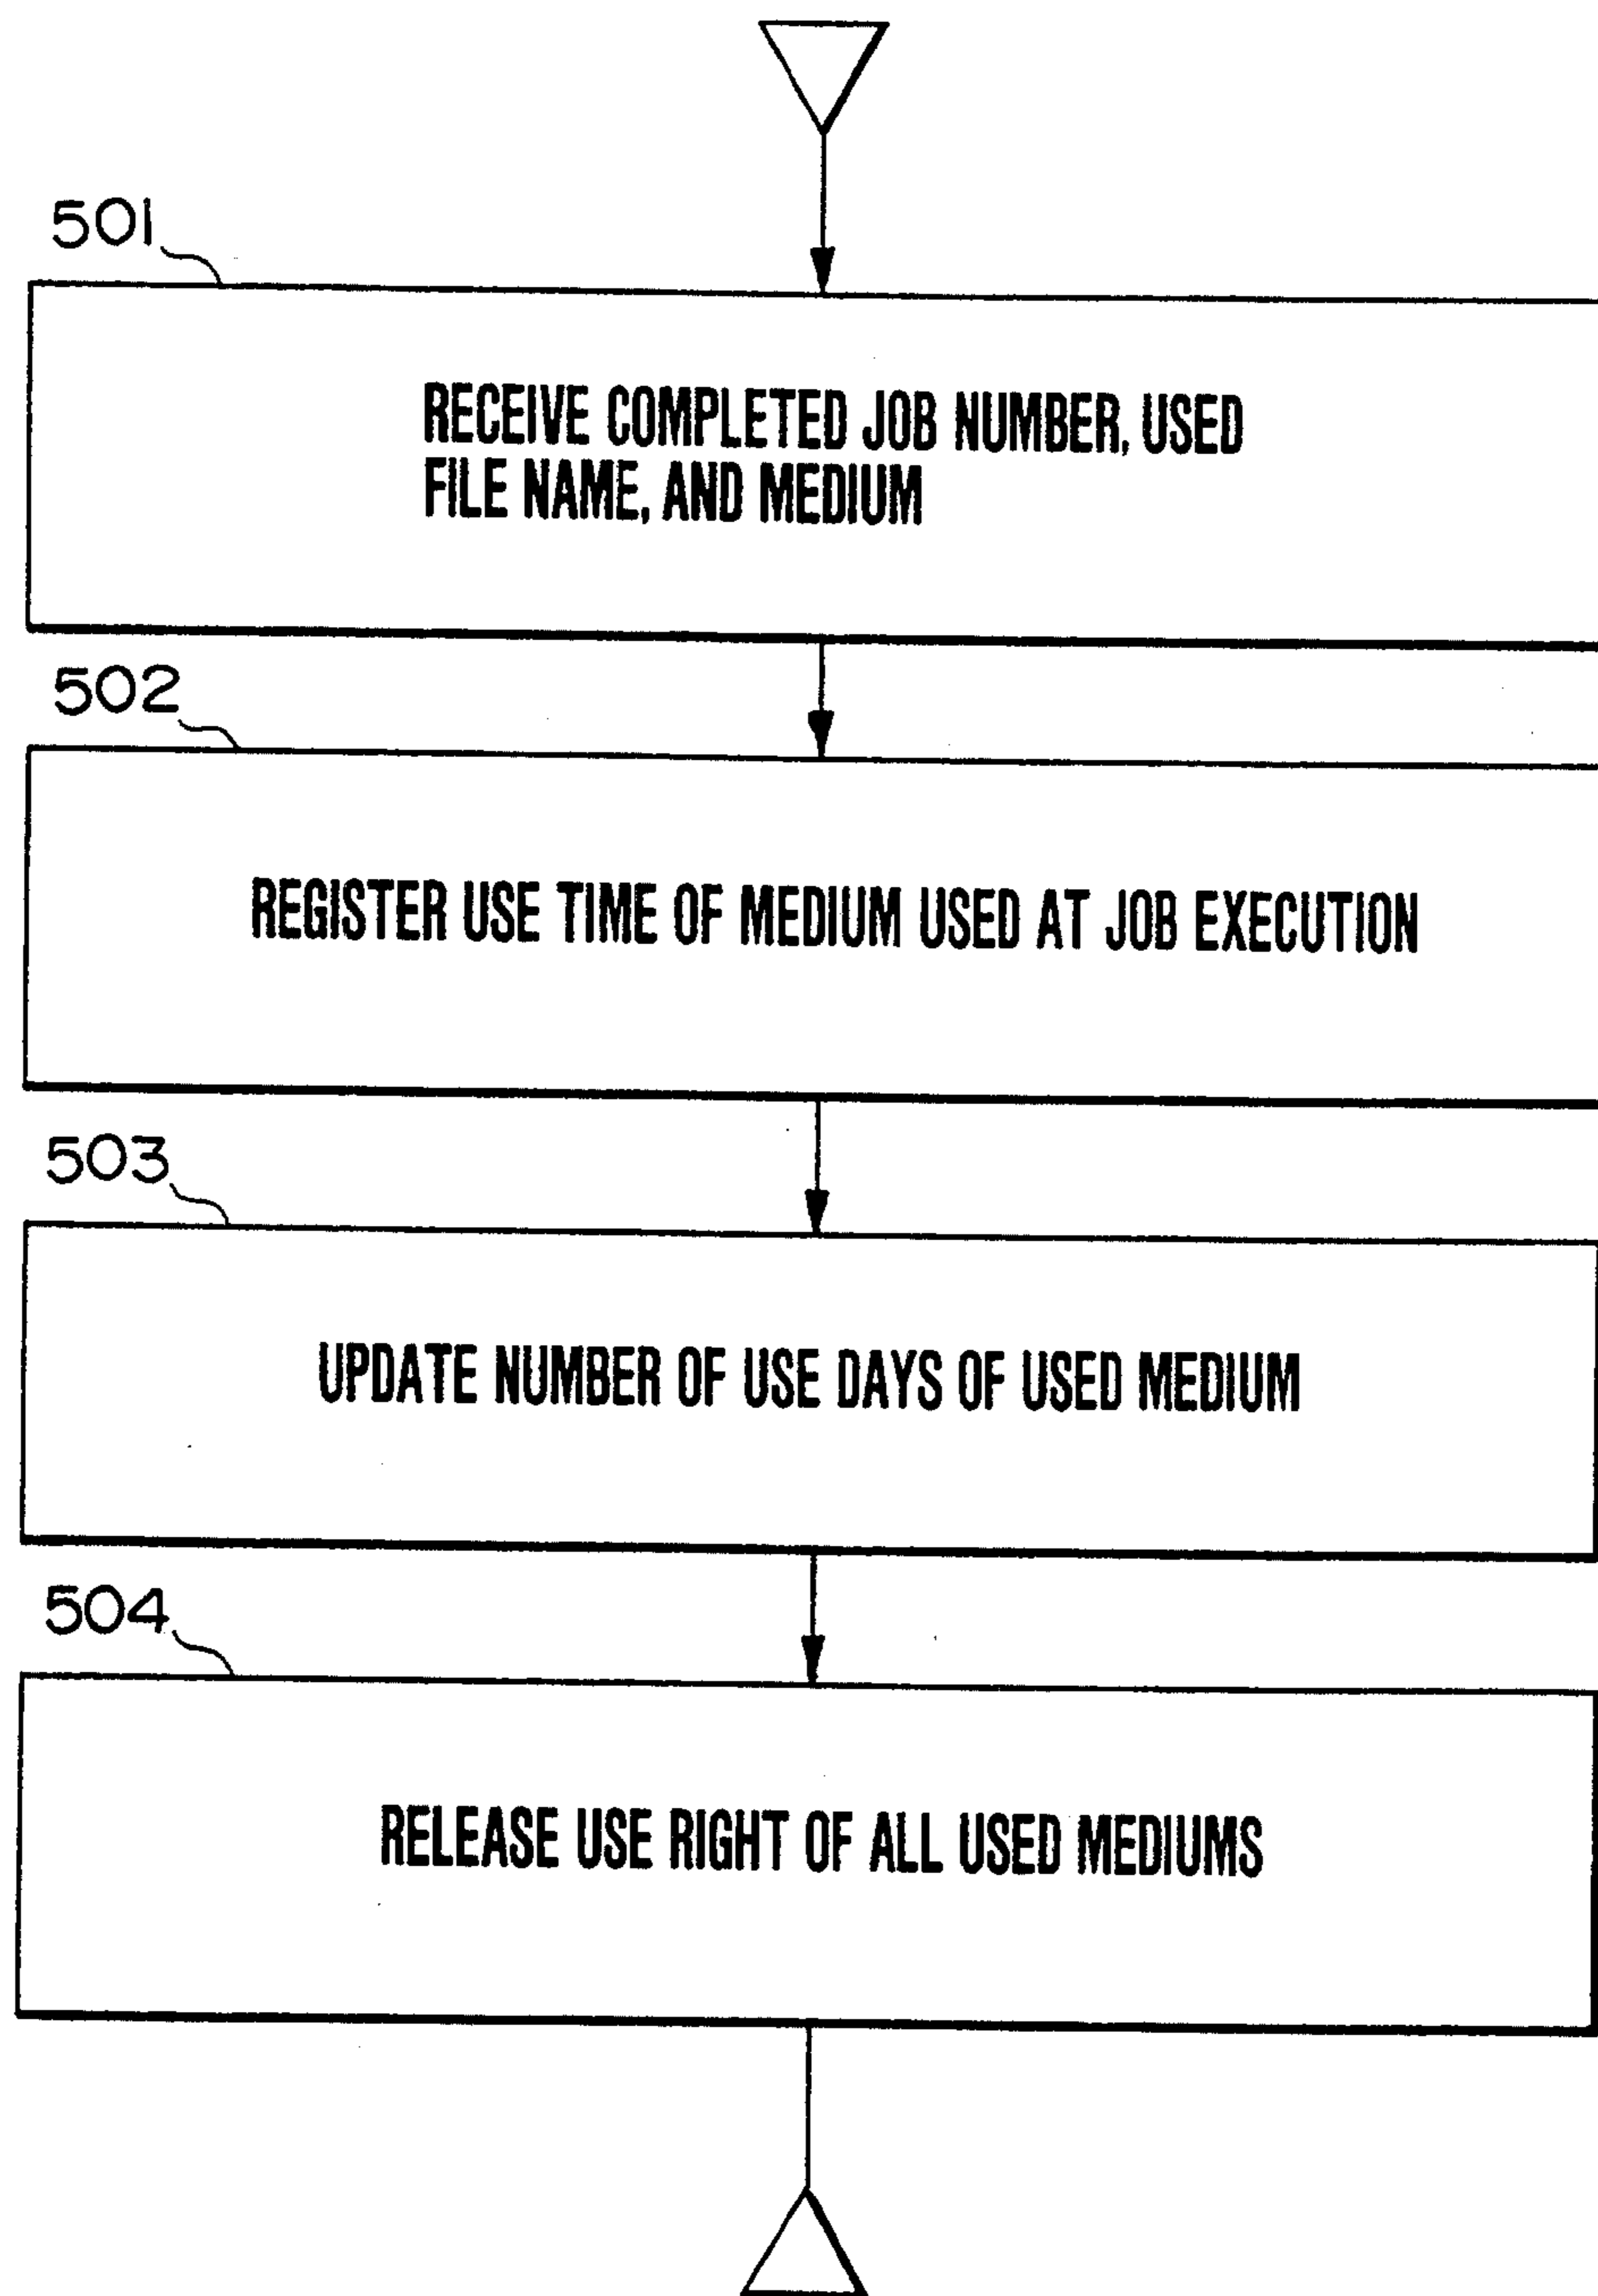 501
RECEIVE COMPLETED JOB NUMBER, USED
FILE NAME, AND MEDIUM
502
REGISTER USE TIME OF MEDIUM USED AT JOB EXECUTION
503
UPDATE NUMBER OF USE DAYS OF USED MEDIUM
504
RELEASE USE RIGHT OF ALL USED MEDIUMS